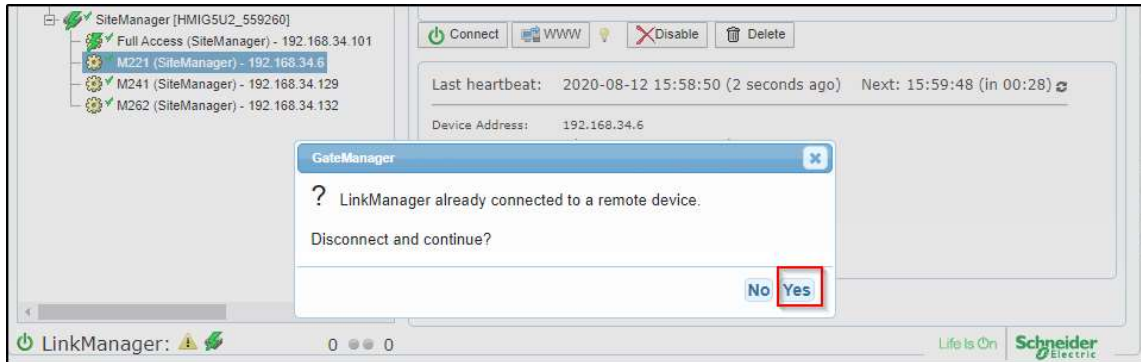 SiteManager [HMIG5U2_559260]
Full Access (SiteManager) - 192.168.34.101
M221 (SiteManager) - 192.168.34.6
M241 (SiteManager) - 192.168.34.129
M262 (SiteManager) - 192.168.34.132
Connect WWW Disable Delete
Last heartbeat: 2020-08-12 15:58:50 (2 seconds ago) Next: 15:59:48 (in 00:28)
Device Address: 192.168.34.6
GateManager
? LinkManager already connected to a remote device.
Disconnect and continue?
No Yes
LinkManager: 0 0
Life Is On Schneider
Electric